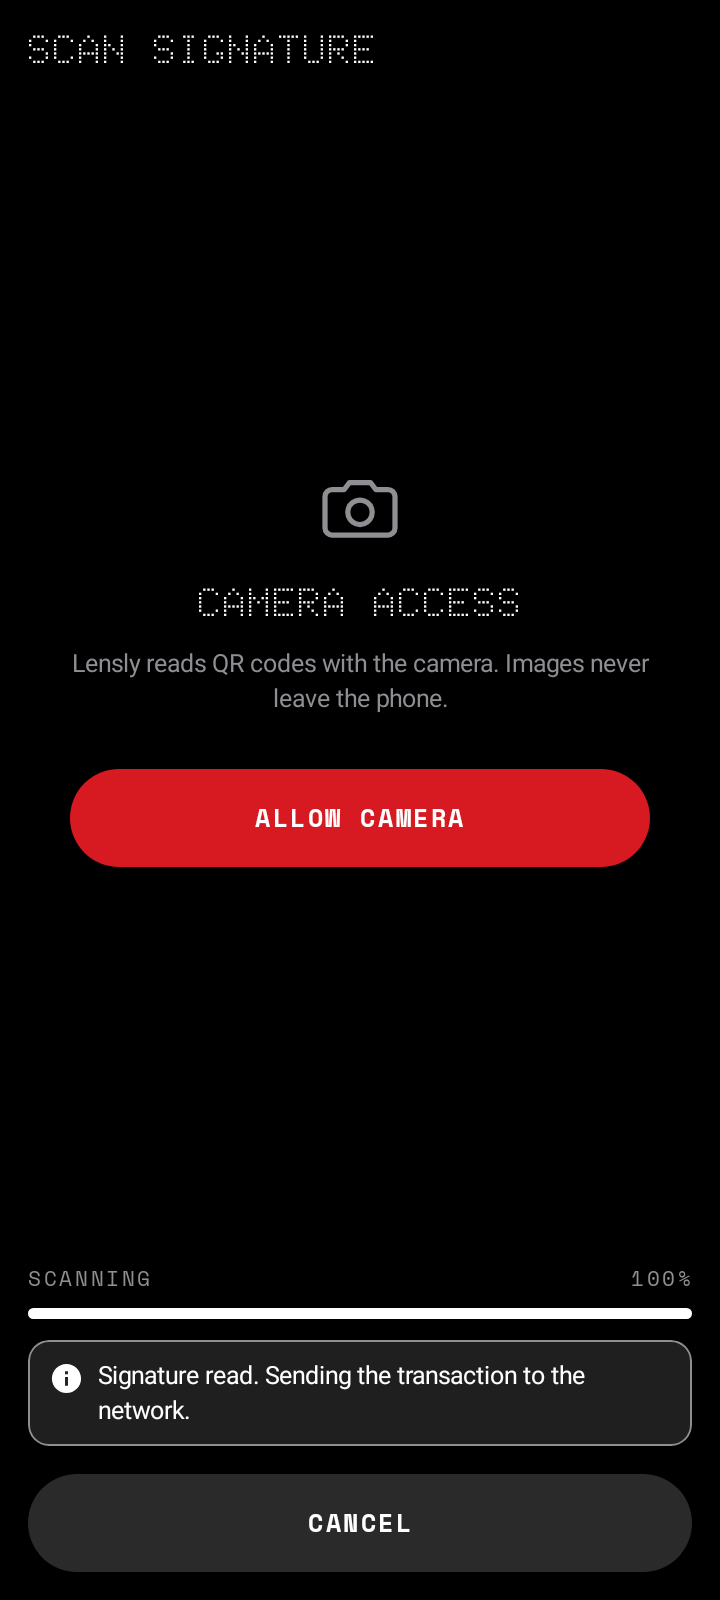 SCAN SIGNATURE
CAMERA ACCESS
Lensly reads QR codes with the camera. Images never
leave the phone.
ALLOW CAMERA
SCANNING 100%
Signature read. Sending the transaction to the
network.
CANCEL